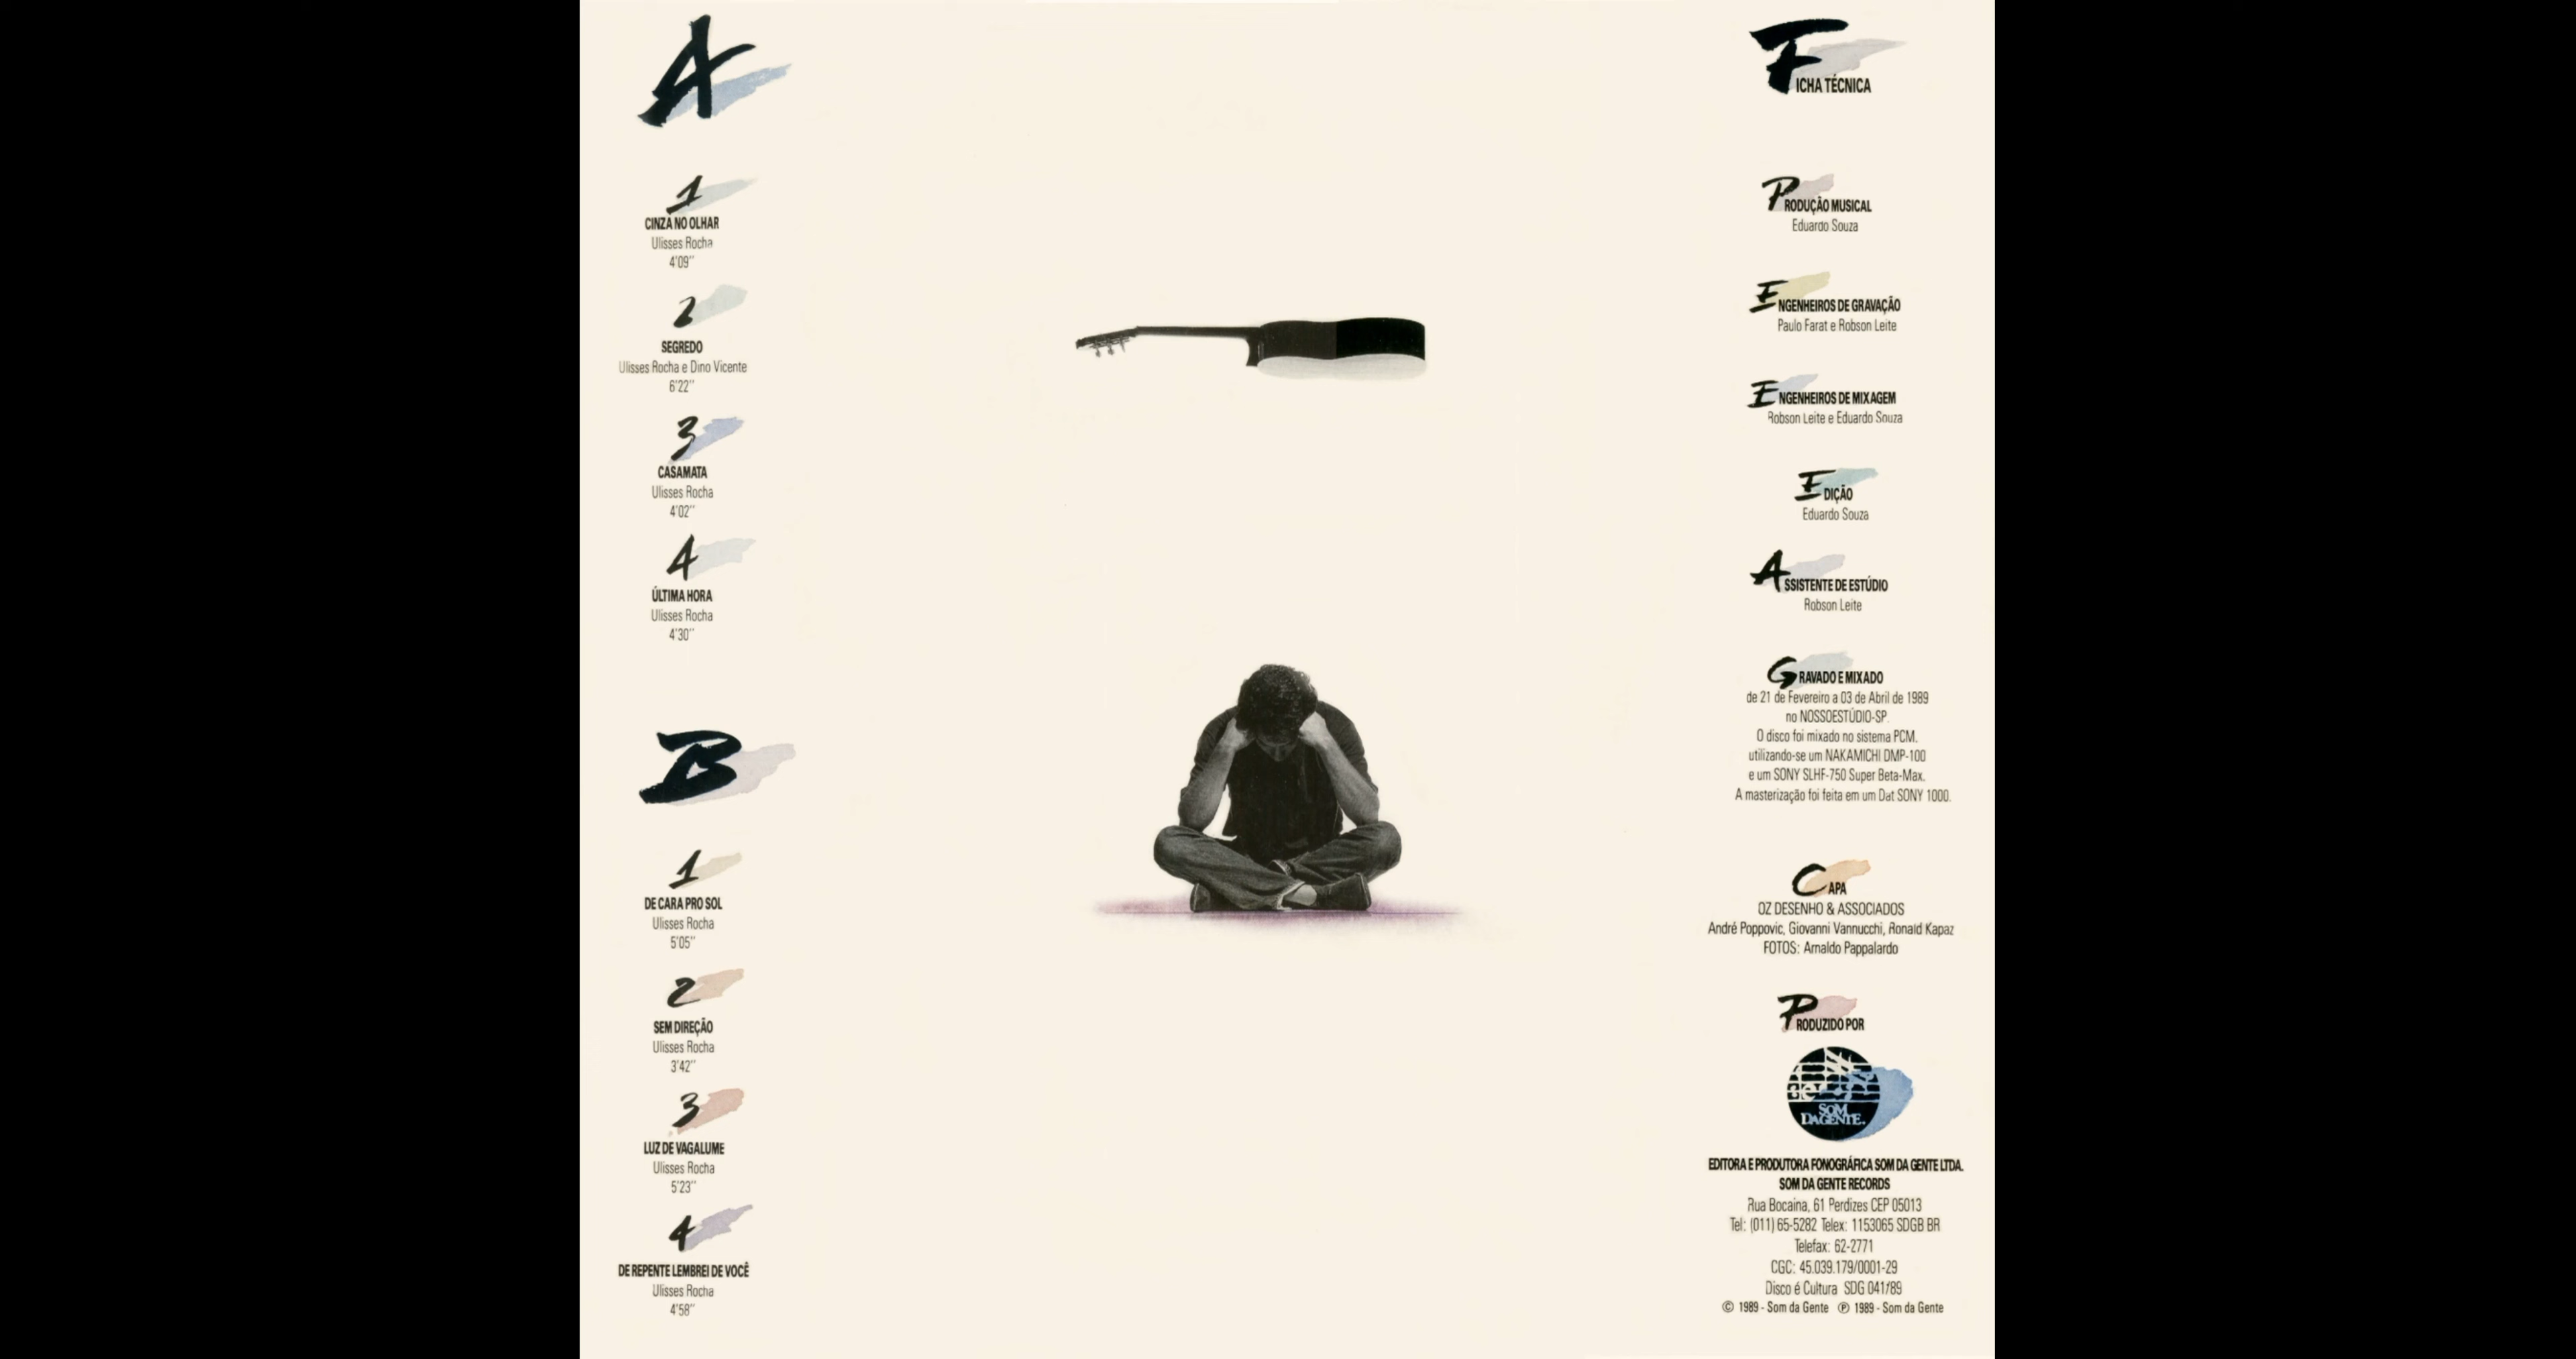 A
1
CINZA NO OLHAR
Ulisses Rocha
4'09''
2
SEGREDO
Ulisses Rocha e Dino Vicente
6'22''
3
CASAMATA
Ulisses Rocha
4'02''
4
ÚLTIMA HORA
Ulisses Rocha
4'30''
B
1
DE CARA PRO SOL
Ulisses Rocha
5'05''
2
SEM DIREÇÃO
Ulisses Rocha
3'42''
3
LUZ DE VAGALUME
Ulisses Rocha
5'23''
4
DE REPENTE LEMBREI DE VOCÊ
Ulisses Rocha
4'58''
FICHA TÉCNICA
PRODUÇÃO MUSICAL
Eduardo Souza
ENGENHEIROS DE GRAVAÇÃO
Paulo Farat e Robson Leite
ENGENHEIROS DE MIXAGEM
Robson Leite e Eduardo Souza
EDIÇÃO
Eduardo Souza
ASSISTENTE DE ESTÚDIO
Robson Leite
GRAVADO E MIXADO
de 21 de Fevereiro a 03 de Abril de 1989
no NOSSOESTÚDIO-SP.
O disco foi mixado no sistema PCM,
utilizando-se um NAKAMICHI DMP-100
e um SONY SLHF-750 Super Beta-Max.
A masterização foi feita em um Dat SONY 1000.
CAPA
OZ DESENHO & ASSOCIADOS
André Poppovic, Giovanni Vannucchi, Ronald Kapaz
FOTOS: Arnaldo Pappalardo
PRODUZIDO POR
SOM
DAGENTE.
EDITORA E PRODUTORA FONOGRÁFICA SOM DA GENTE LTDA.
SOM DA GENTE RECORDS
Rua Bocaina, 61 Perdizes CEP 05013
Tel: (011) 65-5282 Telex: 1153065 SDGB BR
Telefax: 62-2771
CGC: 45.039.179/0001-29
Disco é Cultura SDG 041/89
© 1989 - Som da Gente ℗ 1989 - Som da Gente